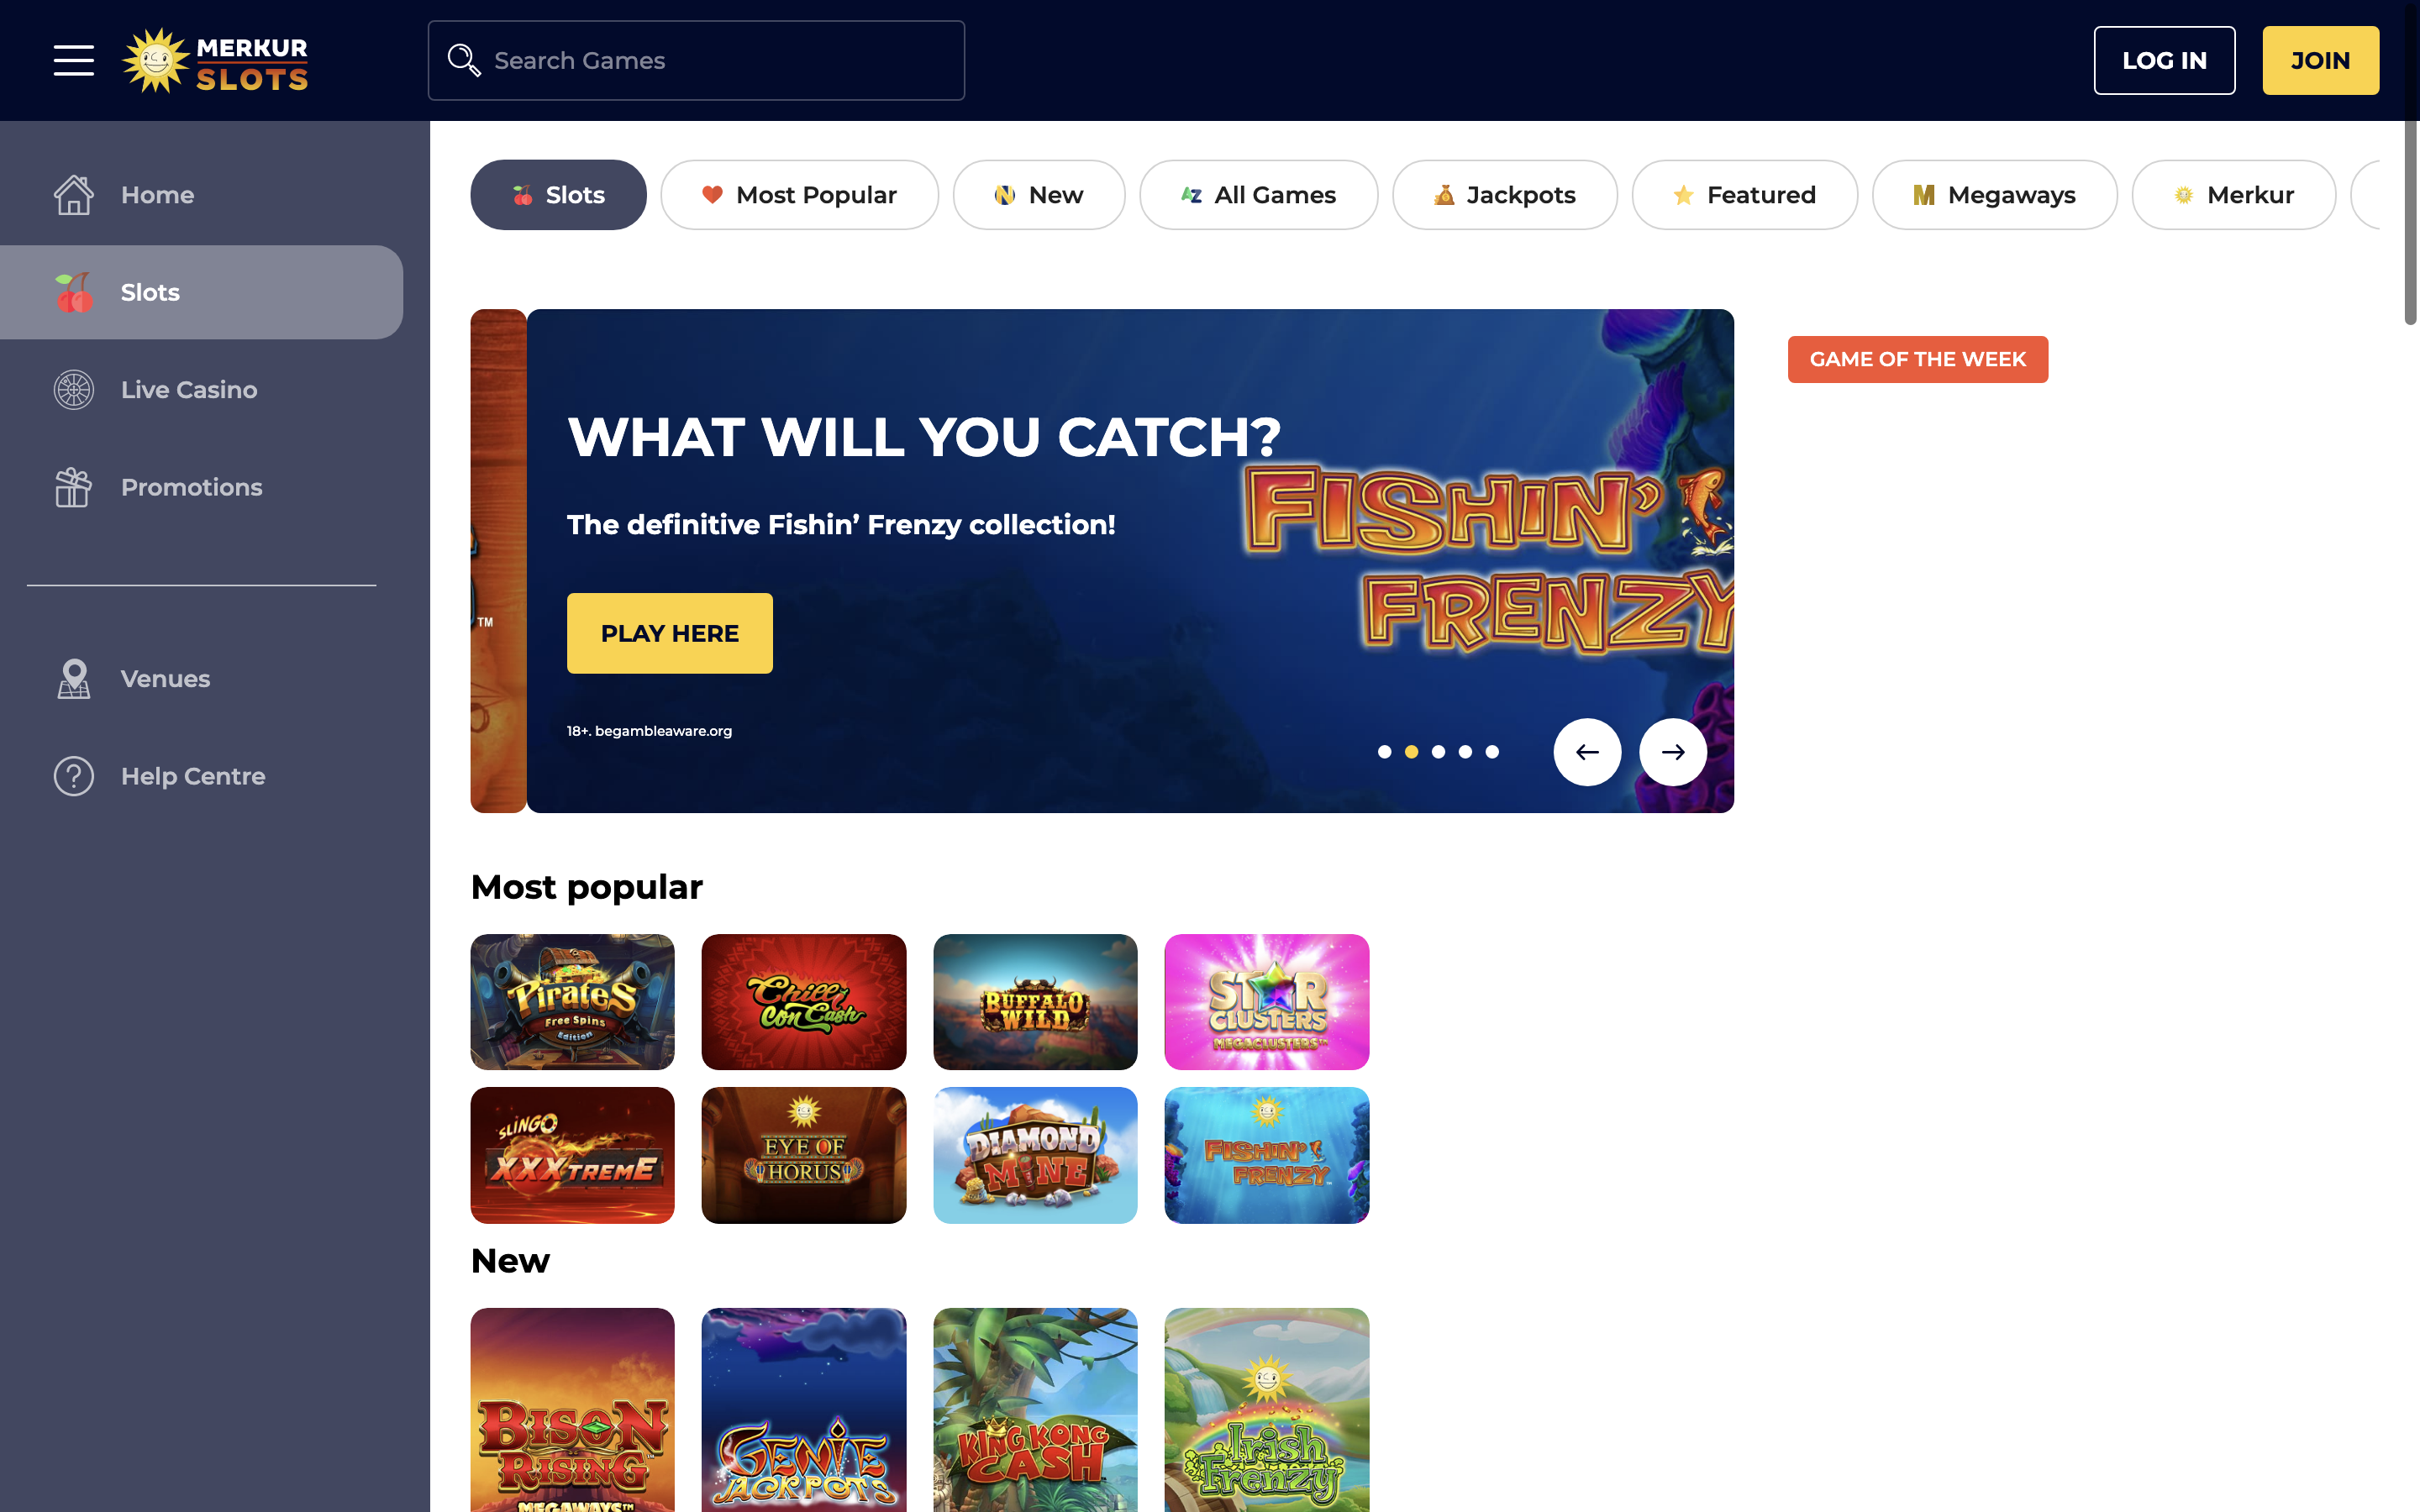 MERKUR
SLOTS
Search Games
LOG IN
JOIN
Home
Slots
Live Casino
Promotions
Venues
Help Centre
Slots
Most Popular
N New
AZ All Games
Jackpots
Featured
M Megaways
Merkur
TM
WHAT WILL YOU CATCH?
The definitive Fishin’ Frenzy collection!
PLAY HERE
18+. begambleaware.org
FISHIN’
FRENZY
GAME OF THE WEEK
Most popular
Pirates
Free Spins
Edition
Chilli
Con Cash
BUFFALO
WILD
STAR
CLUSTERS
MEGACLUSTERS™
SLINGO
XXXTREME
EYE OF
HORUS
DIAMOND
MINE
FISHIN’
FRENZY
New
BISON
RISING
MEGAWAYS™
GENIE
JACKPOTS
KING KONG
CASH
Irish
Frenzy